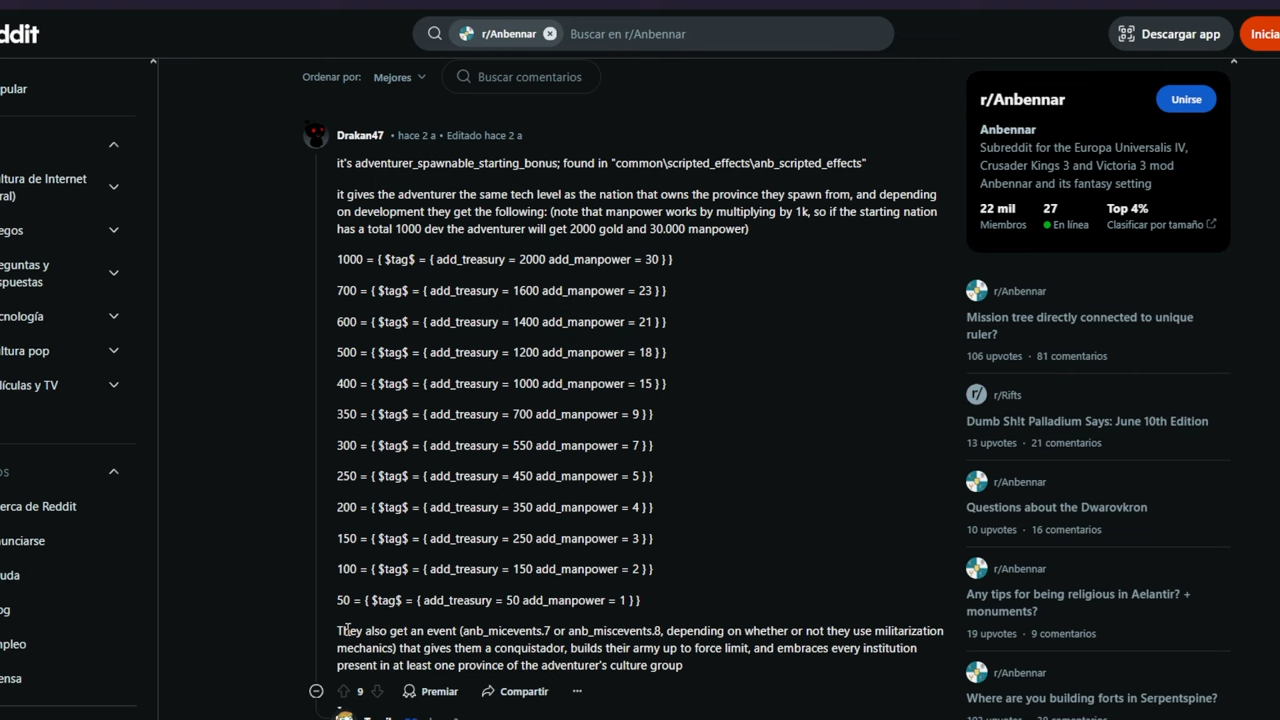 ddit
r/Anbennar
Buscar en r/Anbennar
Descargar app
Inicia
pular
ltura de Internet
ral)
egos
eguntas y
spuestas
cnología
ltura pop
lículas y TV
os
erca de Reddit
nunciarse
uda
og
mpleo
ensa
Ordenar por:
Mejores
Buscar comentarios
Drakan47 • hace 2 a • Editado hace 2 a
it's adventurer_spawnable_starting_bonus; found in "common\scripted_effects\anb_scripted_effects"
it gives the adventurer the same tech level as the nation that owns the province they spawn from, and depending
on development they get the following: (note that manpower works by multiplying by 1k, so if the starting nation
has a total 1000 dev the adventurer will get 2000 gold and 30.000 manpower)
1000 = { $tag$ = { add_treasury = 2000 add_manpower = 30 } }
700 = { $tag$ = { add_treasury = 1600 add_manpower = 23 } }
600 = { $tag$ = { add_treasury = 1400 add_manpower = 21 } }
500 = { $tag$ = { add_treasury = 1200 add_manpower = 18 } }
400 = { $tag$ = { add_treasury = 1000 add_manpower = 15 } }
350 = { $tag$ = { add_treasury = 700 add_manpower = 9 } }
300 = { $tag$ = { add_treasury = 550 add_manpower = 7 } }
250 = { $tag$ = { add_treasury = 450 add_manpower = 5 } }
200 = { $tag$ = { add_treasury = 350 add_manpower = 4 } }
150 = { $tag$ = { add_treasury = 250 add_manpower = 3 } }
100 = { $tag$ = { add_treasury = 150 add_manpower = 2 } }
50 = { $tag$ = { add_treasury = 50 add_manpower = 1 } }
They also get an event (anb_micevents.7 or anb_miscevents.8, depending on whether or not they use militarization
mechanics) that gives them a conquistador, builds their army up to force limit, and embraces every institution
present in at least one province of the adventurer's culture group
9
Premiar
Compartir
r/Anbennar
Unirse
Anbennar
Subreddit for the Europa Universalis IV,
Crusader Kings 3 and Victoria 3 mod
Anbennar and its fantasy setting
22 mil
27
Top 4%
Miembros
En línea
Clasificar por tamaño
r/Anbennar
Mission tree directly connected to unique
ruler?
106 upvotes • 81 comentarios
r/
r/Rifts
Dumb Sh!t Palladium Says: June 10th Edition
13 upvotes • 21 comentarios
r/Anbennar
Questions about the Dwarovkron
10 upvotes • 16 comentarios
r/Anbennar
Any tips for being religious in Aelantir? +
monuments?
19 upvotes • 9 comentarios
r/Anbennar
Where are you building forts in Serpentspine?